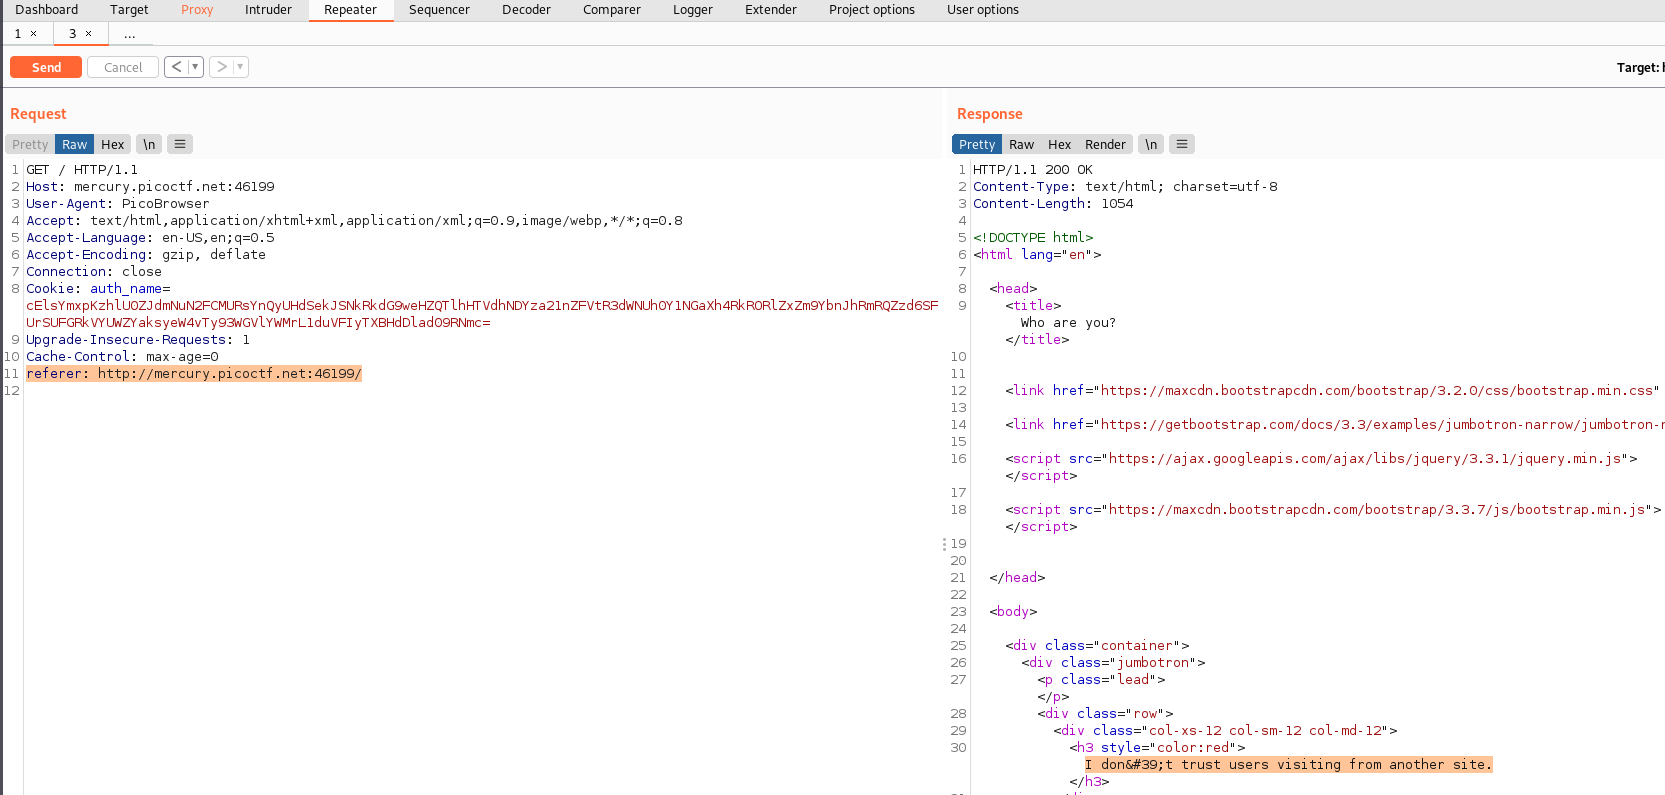 Dashboard Target Proxy Intruder Repeater Sequencer Decoder Comparer Logger Extender Project options User options
1 × 3 × ...
Send Cancel < ▾ > ▾ Target: h
Request
Pretty Raw Hex \n ≡
1 GET / HTTP/1.1
2 Host: mercury.picoctf.net:46199
3 User-Agent: PicoBrowser
4 Accept: text/html,application/xhtml+xml,application/xml;q=0.9,image/webp,*/*;q=0.8
5 Accept-Language: en-US,en;q=0.5
6 Accept-Encoding: gzip, deflate
7 Connection: close
8 Cookie: auth_name=
cElsYmxpKzhlU0ZJdmNuN2FCMURsYnQyUHdSekJSNkRkdG9weHZQTlhHTVdhNDYza21nZFVtR3dWNUh0Y1NGaXh4RkRORlZxZm9YbnJhRmRQZzd6SF
UrSUFGRkVYUWZYaksyeW4vTy93WGVlYWMrL1duVFIyTXBHdDlad09RNmc=
9 Upgrade-Insecure-Requests: 1
10 Cache-Control: max-age=0
11 referer: http://mercury.picoctf.net:46199/
12
Response
Pretty Raw Hex Render \n ≡
1 HTTP/1.1 200 OK
2 Content-Type: text/html; charset=utf-8
3 Content-Length: 1054
4
5 <!DOCTYPE html>
6 <html lang="en">
7
8 <head>
9 <title>
Who are you?
</title>
10
11
12 <link href="https://maxcdn.bootstrapcdn.com/bootstrap/3.2.0/css/bootstrap.min.css"
13
14 <link href="https://getbootstrap.com/docs/3.3/examples/jumbotron-narrow/jumbotron-n
15
16 <script src="https://ajax.googleapis.com/ajax/libs/jquery/3.3.1/jquery.min.js">
</script>
17
18 <script src="https://maxcdn.bootstrapcdn.com/bootstrap/3.3.7/js/bootstrap.min.js">
</script>
19
20
21 </head>
22
23 <body>
24
25 <div class="container">
26 <div class="jumbotron">
27 <p class="lead">
</p>
28 <div class="row">
29 <div class="col-xs-12 col-sm-12 col-md-12">
30 <h3 style="color:red">
I don&#39;t trust users visiting from another site.
</h3>